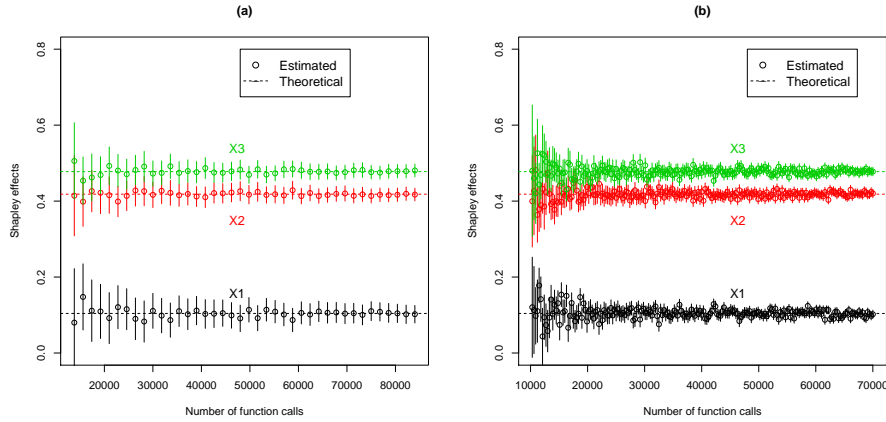 (a)
Shapley effects
0.8
0.6
0.4
0.2
0.0
Estimated
Theoretical
X3
X2
X1
20000 30000 40000 50000 60000 70000 80000
Number of function calls
(b)
Shapley effects
0.8
0.6
0.4
0.2
0.0
Estimated
Theoretical
X3
X2
X1
10000 20000 30000 40000 50000 60000 70000
Number of function calls